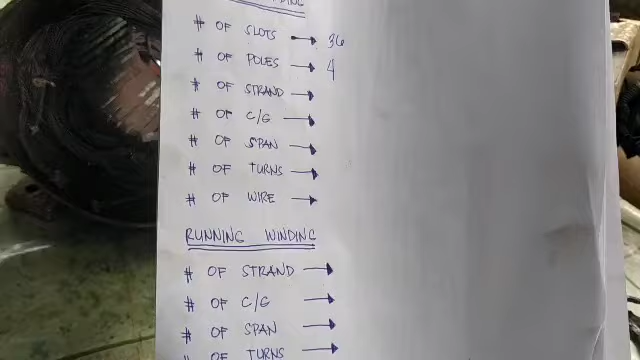 # OF SLOTS → 36
# OF POLES → 4
# OF STRAND →
# OF C/G →
# OF SPAN →
# OF TURNS →
# OF WIRE →
RUNNING WINDING
# OF STRAND →
# OF C/G →
# OF SPAN →
# OF TURNS →